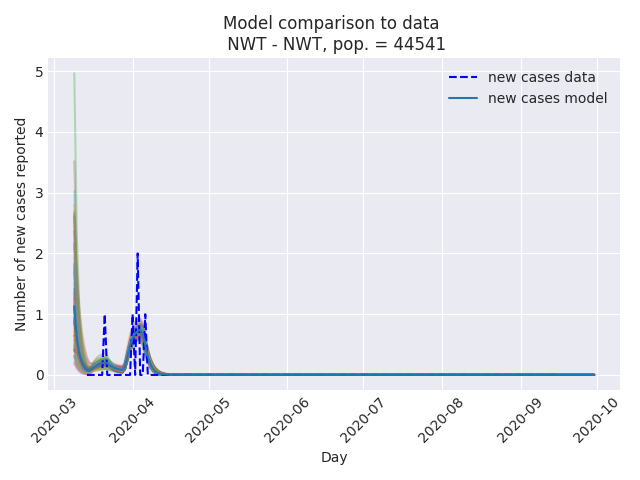 Model comparison to data
NWT - NWT, pop. = 44541
new cases data
new cases model
Number of new cases reported
5
4
3
2
1
0
2020-03
2020-04
2020-05
2020-06
2020-07
2020-08
2020-09
2020-10
Day